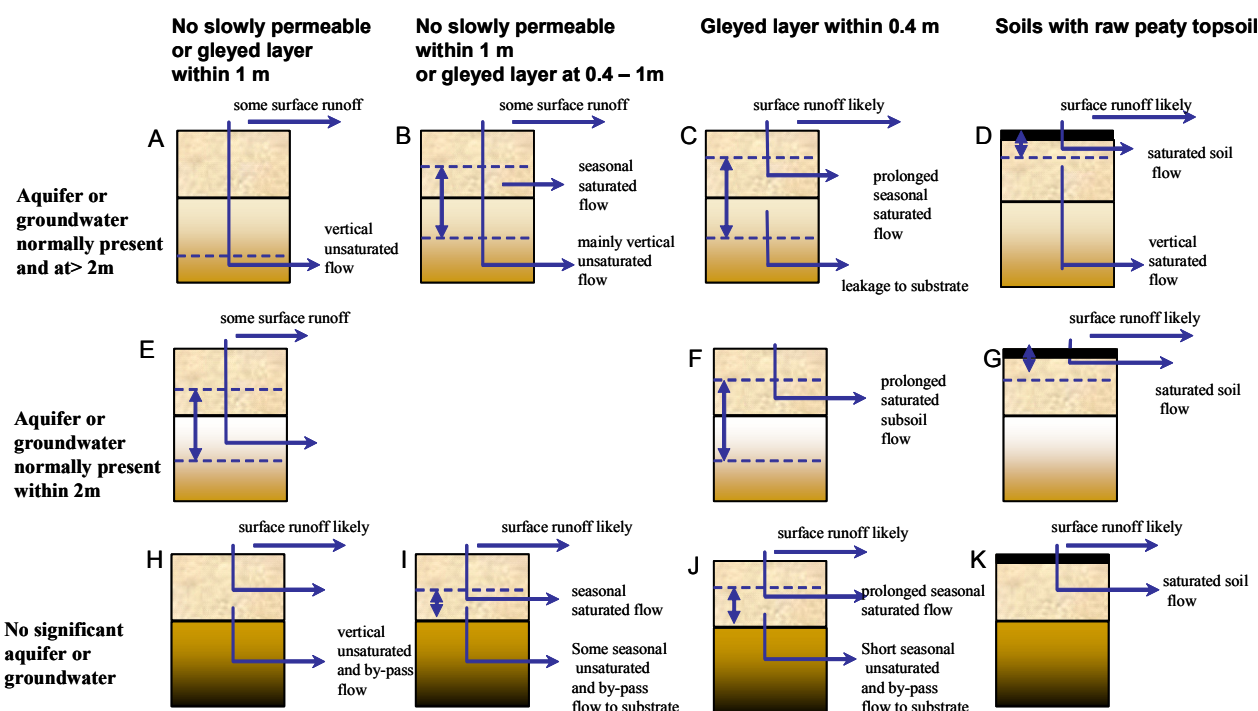 No slowly permeable
or gleyed layer
within 1 m
No slowly permeable
within 1 m
or gleyed layer at 0.4 – 1m
Gleyed layer within 0.4 m
Soils with raw peaty topsoil
Aquifer or
groundwater
normally present
and at> 2m
A
some surface runoff
vertical
unsaturated
flow
B
some surface runoff
seasonal
saturated
flow
mainly vertical
unsaturated
flow
C
surface runoff likely
prolonged
seasonal
saturated
flow
leakage to substrate
D
surface runoff likely
saturated soil
flow
vertical
saturated
flow
Aquifer or
groundwater
normally present
within 2m
E
some surface runoff
F
prolonged
saturated
subsoil
flow
G
surface runoff likely
saturated soil
flow
No significant
aquifer or
groundwater
H
surface runoff likely
vertical
unsaturated
and by-pass
flow
I
surface runoff likely
seasonal
saturated flow
Some seasonal
unsaturated
and by-pass
flow to substrate
J
surface runoff likely
prolonged seasonal
saturated flow
Short seasonal
unsaturated
and by-pass
flow to substrate
K
surface runoff likely
saturated soil
flow